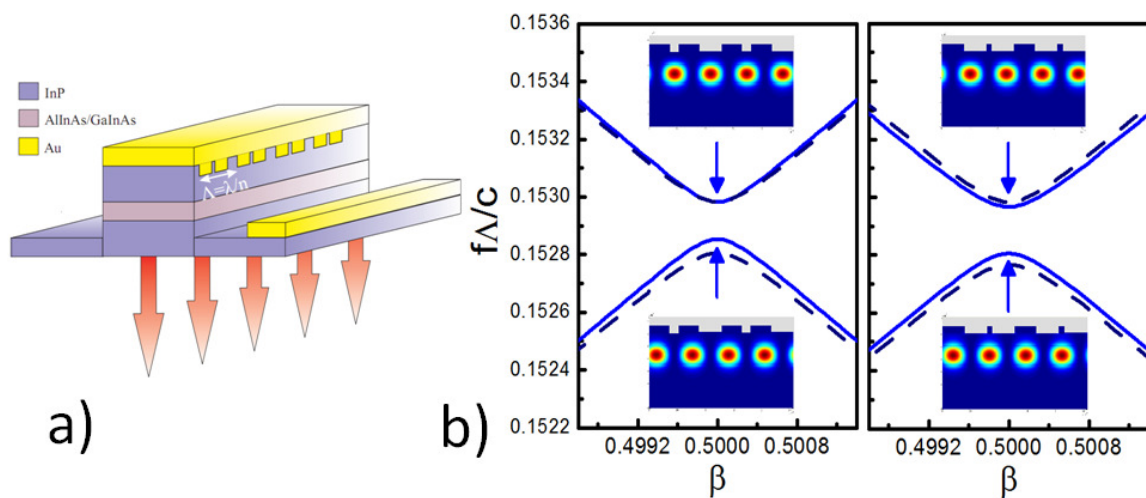 InP
AlInAs/GaInAs
Au
Λ=λ/n
a)
b)
fΛ/c
0.1536
0.1534
0.1532
0.1530
0.1528
0.1526
0.1524
0.1522
0.4992 0.5000 0.5008
β
0.4992 0.5000 0.5008
β